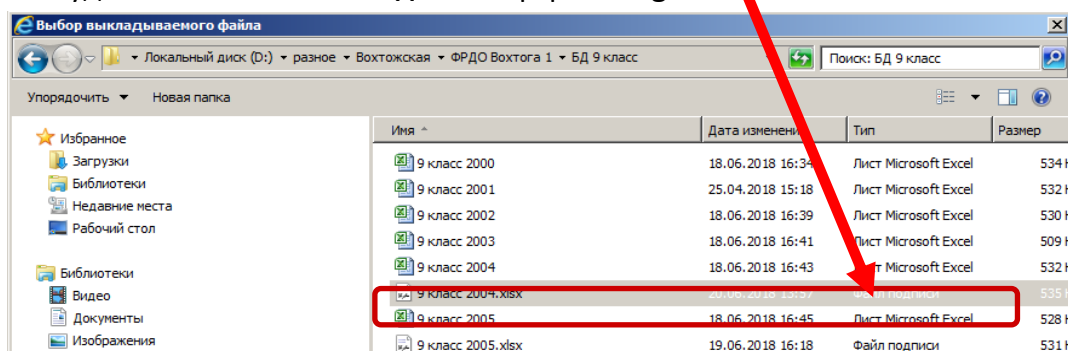 Выбор выкладываемого файла
Локальный диск (D:) разное Вохтожская ФРДО Вохтога 1 БД 9 класс Поиск: БД 9 класс
Упорядочить Новая папка
Имя Дата изменени Тип Размер
Избранное
Загрузки
Библиотеки
Недавние места
Рабочий стол
Библиотеки
Видео
Документы
Изображения
9 класс 2000 18.06.2018 16:34 Лист Microsoft Excel 534
9 класс 2001 25.04.2018 15:18 Лист Microsoft Excel 532
9 класс 2002 18.06.2018 16:39 Лист Microsoft Excel 530
9 класс 2003 18.06.2018 16:41 Лист Microsoft Excel 509
9 класс 2004 18.06.2018 16:43 Лист Microsoft Excel 532
9 класс 2004.xlsx 20.06.2018 15:57 Файл подписи 535
9 класс 2005 18.06.2018 16:45 Лист Microsoft Excel 528
9 класс 2005.xlsx 19.06.2018 16:18 Файл подписи 531